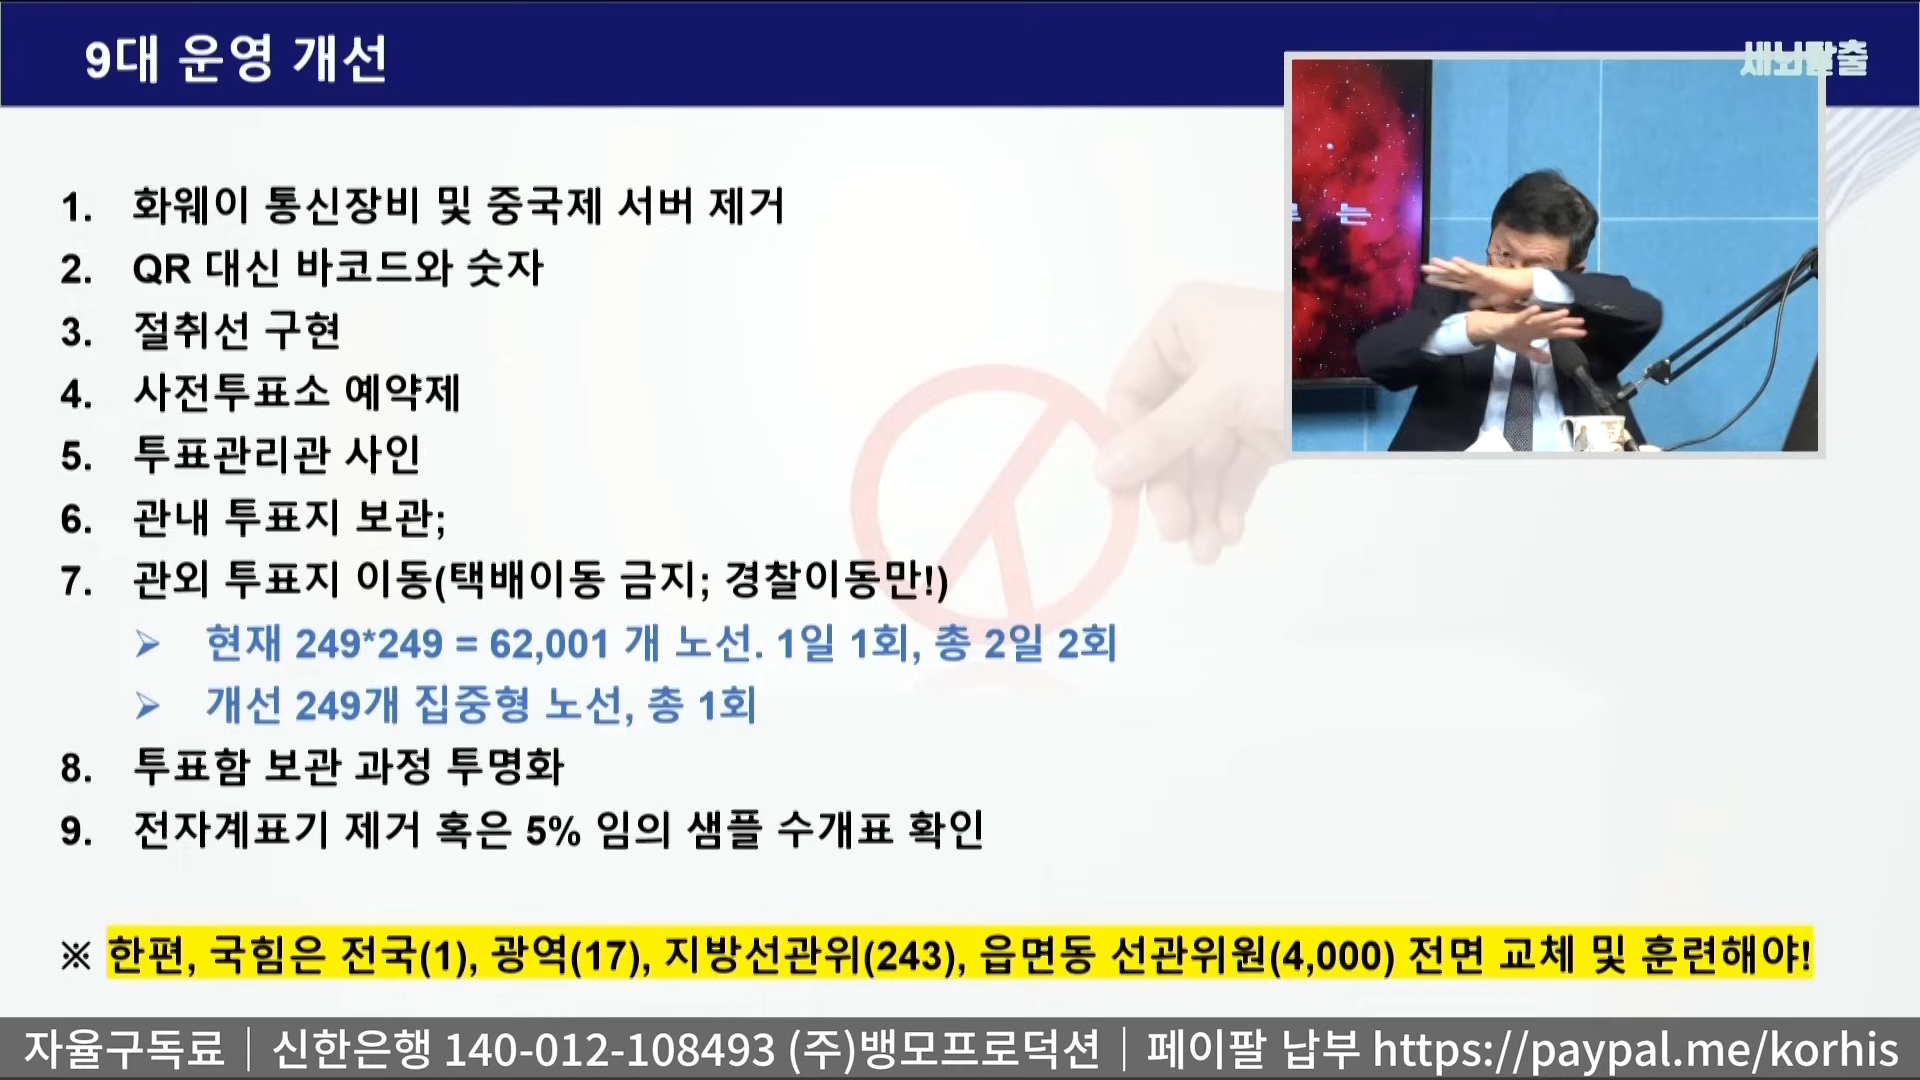 9대 운영 개선
세뇌탈출
1. 화웨이 통신장비 및 중국제 서버 제거
2. QR 대신 바코드와 숫자
3. 절취선 구현
4. 사전투표소 예약제
5. 투표관리관 사인
6. 관내 투표지 보관;
7. 관외 투표지 이동(택배이동 금지; 경찰이동만!)
➢ 현재 249*249 = 62,001 개 노선. 1일 1회, 총 2일 2회
➢ 개선 249개 집중형 노선, 총 1회
8. 투표함 보관 과정 투명화
9. 전자계표기 제거 혹은 5% 임의 샘플 수개표 확인
※ 한편, 국힘은 전국(1), 광역(17), 지방선관위(243), 읍면동 선관위원(4,000) 전면 교체 및 훈련해야!
자율구독료│신한은행 140-012-108493 (주)뱅모프로덕션│페이팔 납부 https://paypal.me/korhis